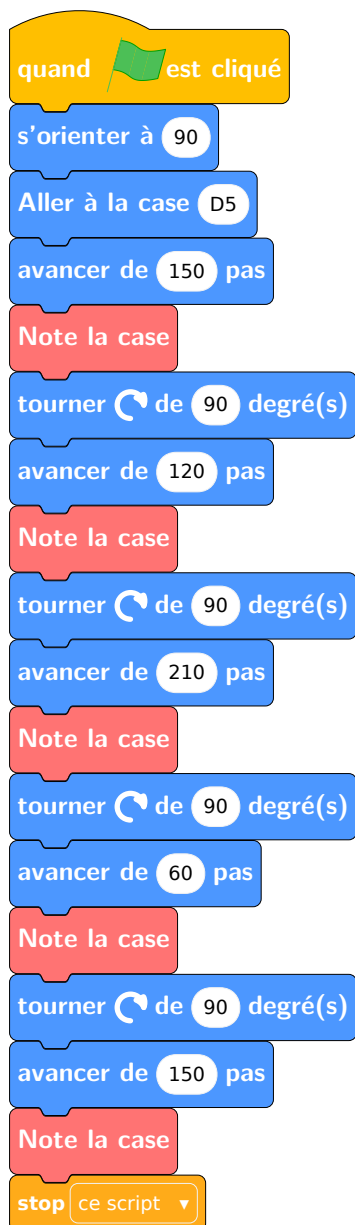 quand est cliqué
s'orienter à 90
Aller à la case D5
avancer de 150 pas
Note la case
tourner de 90 degré(s)
avancer de 120 pas
Note la case
tourner de 90 degré(s)
avancer de 210 pas
Note la case
tourner de 90 degré(s)
avancer de 60 pas
Note la case
tourner de 90 degré(s)
avancer de 150 pas
Note la case
stop ce script